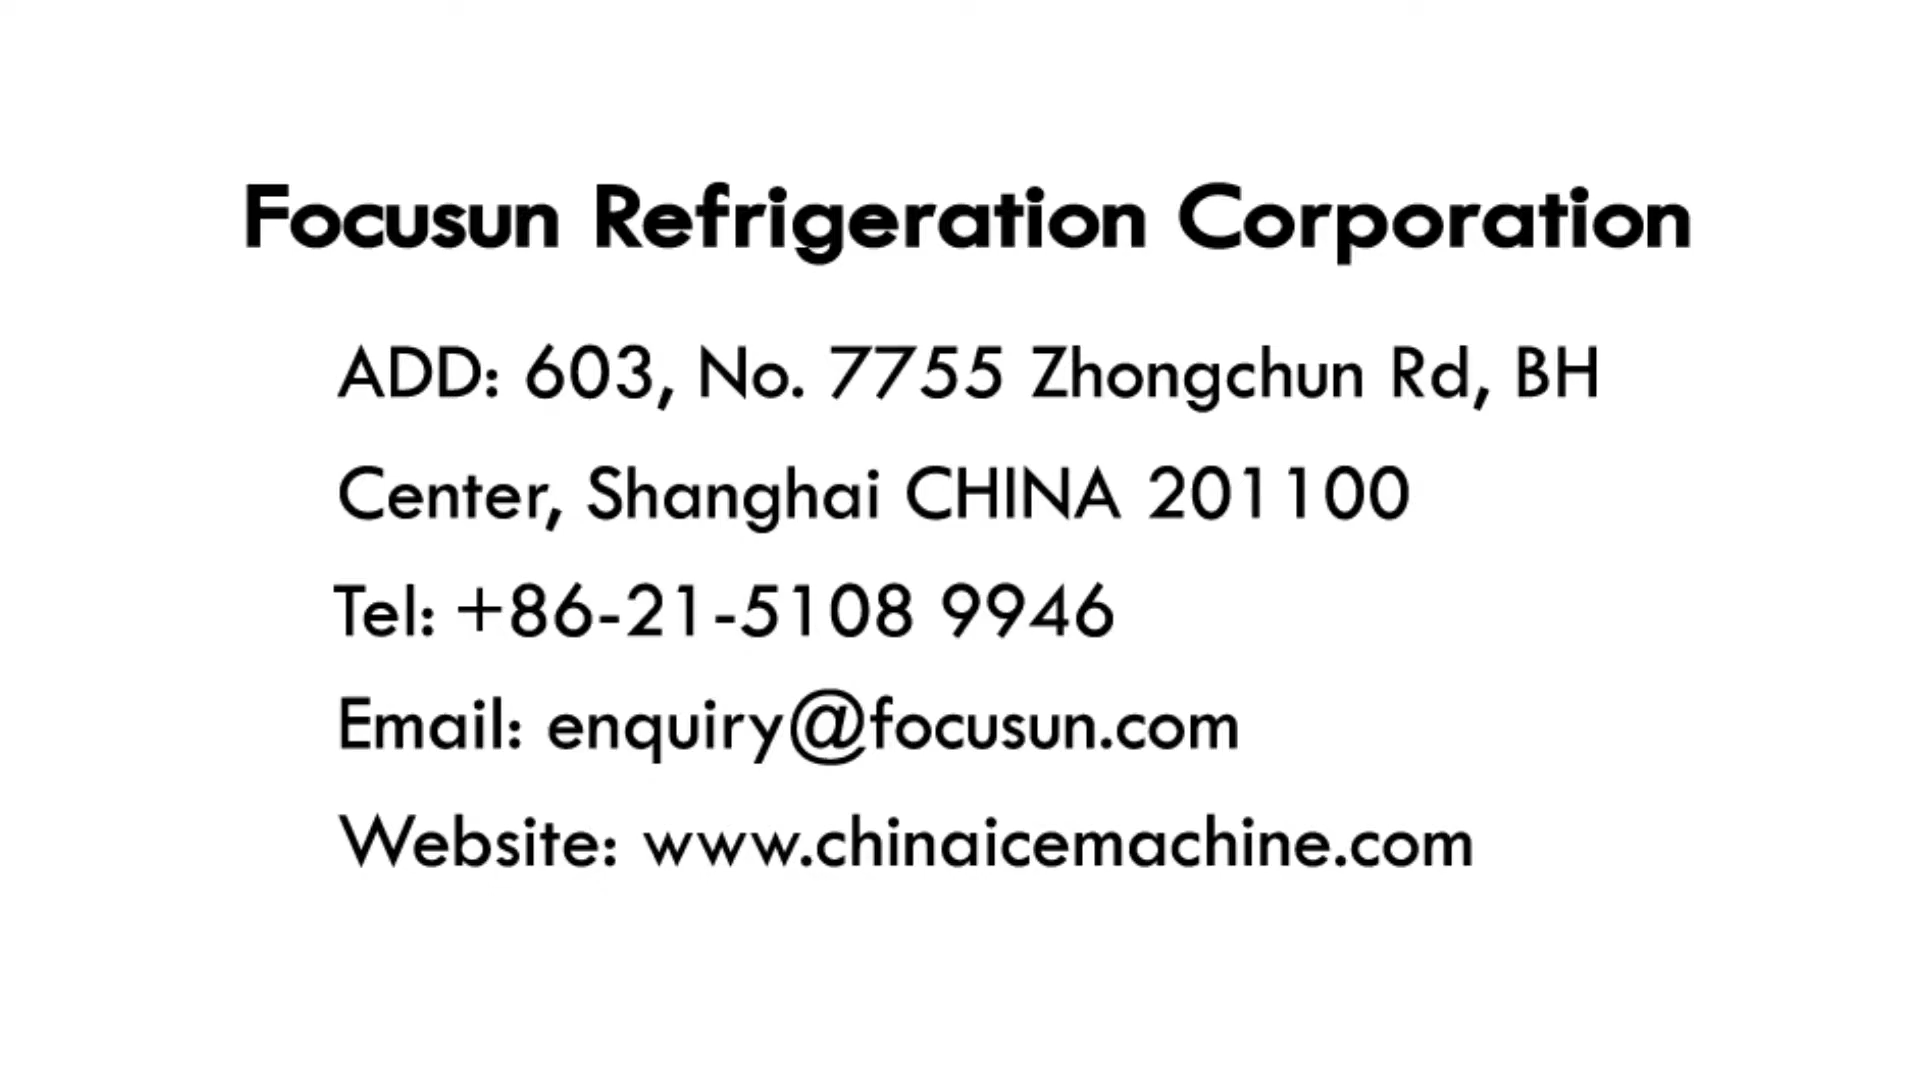 Focusun Refrigeration Corporation
ADD: 603, No. 7755 Zhongchun Rd, BH
Center, Shanghai CHINA 201100
Tel: +86-21-5108 9946
Email: enquiry@focusun.com
Website: www.chinaicemachine.com